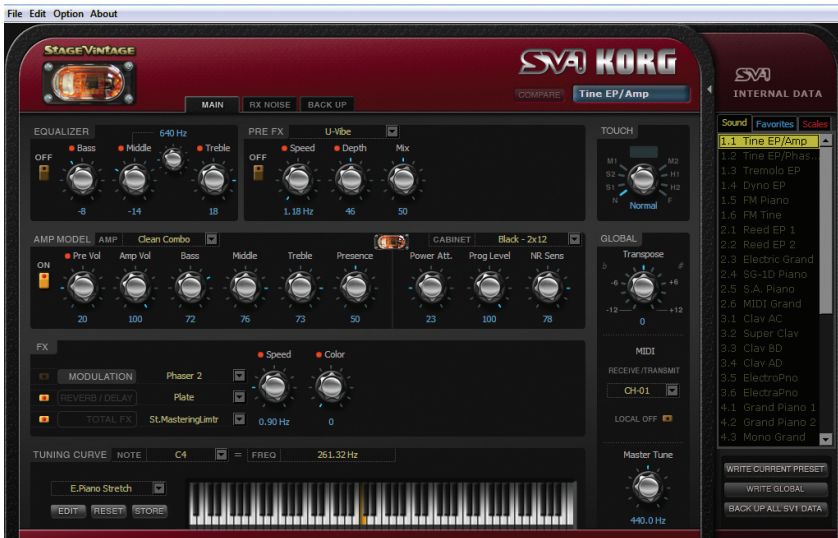 File Edit Option About
STAGEVINTAGE
SV-1 KORG
COMPARE Tine EP/Amp
MAIN RX NOISE BACK UP
EQUALIZER
640 Hz
OFF Bass Middle Treble
-8 -14 18
PRE FX U-Vibe
OFF Speed Depth Mix
1.18 Hz 46 50
TOUCH
M1 M2
S2 H1
S1 H2
N F
Normal
AMP MODEL AMP Clean Combo CABINET Black - 2x12
ON Pre Vol Amp Vol Bass Middle Treble Presence Power Att. Prog Level NR Sens
20 100 72 76 73 50 23 100 78
GLOBAL
Transpose
♭ #
-6 +6
-12 +12
0
MIDI
RECEIVE/TRANSMIT
CH-01
LOCAL OFF
Master Tune
440.0 Hz
FX
MODULATION Phaser 2
REVERB / DELAY Plate
TOTAL FX St.MasteringLimtr
Speed Color
0.90 Hz 0
TUNING CURVE NOTE C4 = FREQ 261.32 Hz
E.Piano Stretch
EDIT RESET STORE
SV-1
INTERNAL DATA
Sound Favorites Scales
1.1 Tine EP/Amp
1.2 Tine EP/Phas...
1.3 Tremolo EP
1.4 Dyno EP
1.5 FM Piano
1.6 FM Tine
2.1 Reed EP 1
2.2 Reed EP 2
2.3 Electric Grand
2.4 SG-1D Piano
2.5 S.A. Piano
2.6 MIDI Grand
3.1 Clav AC
3.2 Super Clav
3.3 Clav BD
3.4 Clav AD
3.5 ElectroPno
3.6 ElectraPno
4.1 Grand Piano 1
4.2 Grand Piano 2
4.3 Mono Grand
WRITE CURRENT PRESET
WRITE GLOBAL
BACK UP ALL SV1 DATA